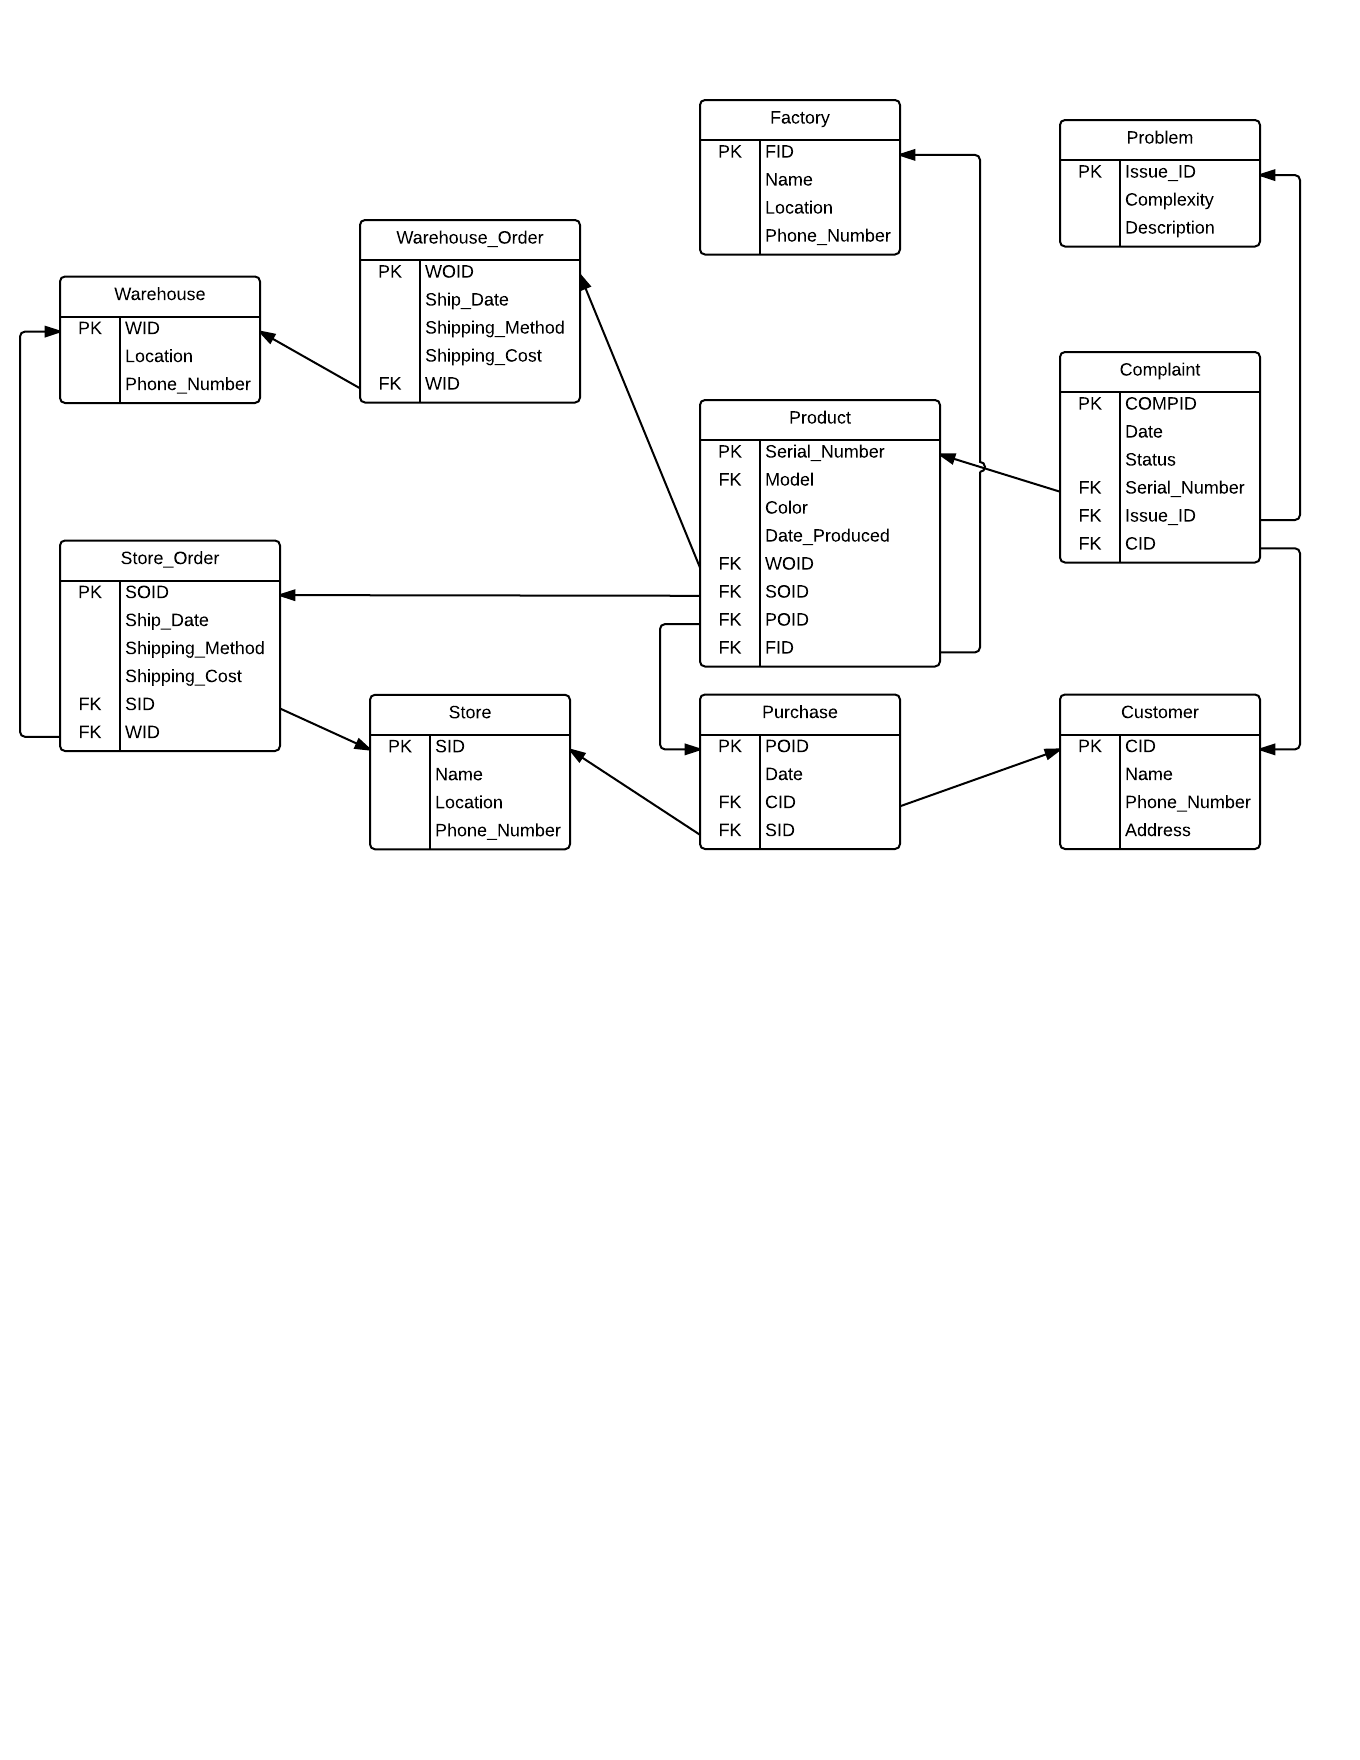 Factory
PK FID
Name
Location
Phone_Number
Problem
PK Issue_ID
Complexity
Description
Warehouse_Order
PK WOID
Ship_Date
Shipping_Method
Shipping_Cost
FK WID
Warehouse
PK WID
Location
Phone_Number
Complaint
PK COMPID
Date
Status
FK Serial_Number
FK Issue_ID
FK CID
Product
PK Serial_Number
FK Model
Color
Date_Produced
FK WOID
FK SOID
FK POID
FK FID
Store_Order
PK SOID
Ship_Date
Shipping_Method
Shipping_Cost
FK SID
FK WID
Store
PK SID
Name
Location
Phone_Number
Purchase
PK POID
Date
FK CID
FK SID
Customer
PK CID
Name
Phone_Number
Address